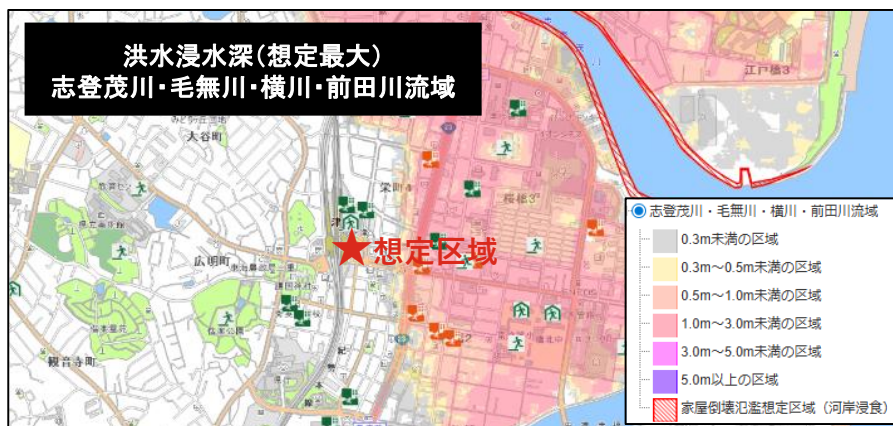 洪水浸水深(想定最大)
志登茂川・毛無川・横川・前田川流域
大谷町
江戸橋3
栄町4
桜橋3
津
★想定区域
広明町
観音寺町
志登茂川・毛無川・横川・前田川流域
0.3m未満の区域
0.3m~0.5m未満の区域
0.5m~1.0m未満の区域
1.0m~3.0m未満の区域
3.0m~5.0m未満の区域
5.0m以上の区域
家屋倒壊氾濫想定区域(河岸浸食)